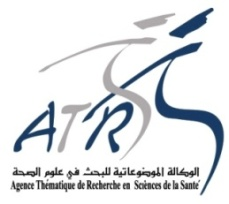 ATRSS
الوكالة الموضوعاتية للبحث في علوم الصحة
Agence Thématique de Recherche en Sciences de la Santé